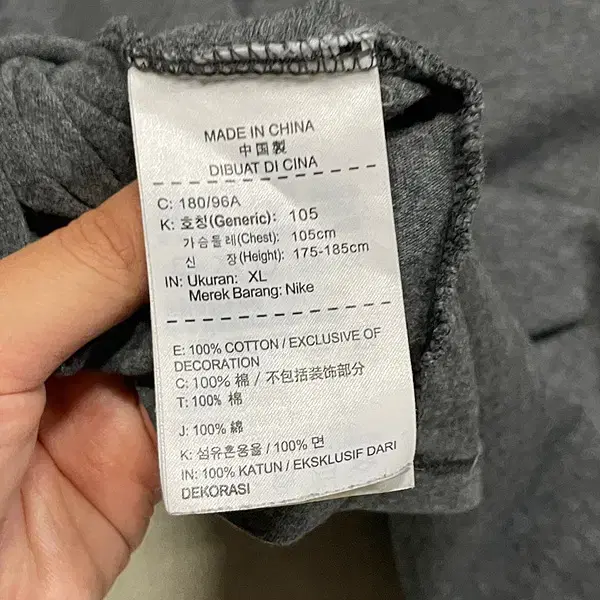 MADE IN CHINA
中国製
DIBUAT DI CINA
C: 180/96A
K: 호칭(Generic): 105
가슴둘레(Chest): 105cm
신 장(Height): 175-185cm
IN: Ukuran: XL
Merek Barang: Nike
E: 100% COTTON / EXCLUSIVE OF
DECORATION
C: 100% 棉 / 不包括装饰部分
T: 100% 棉
J: 100% 綿
K: 섬유혼용율 / 100% 면
IN: 100% KATUN / EKSKLUSIF DARI
DEKORASI